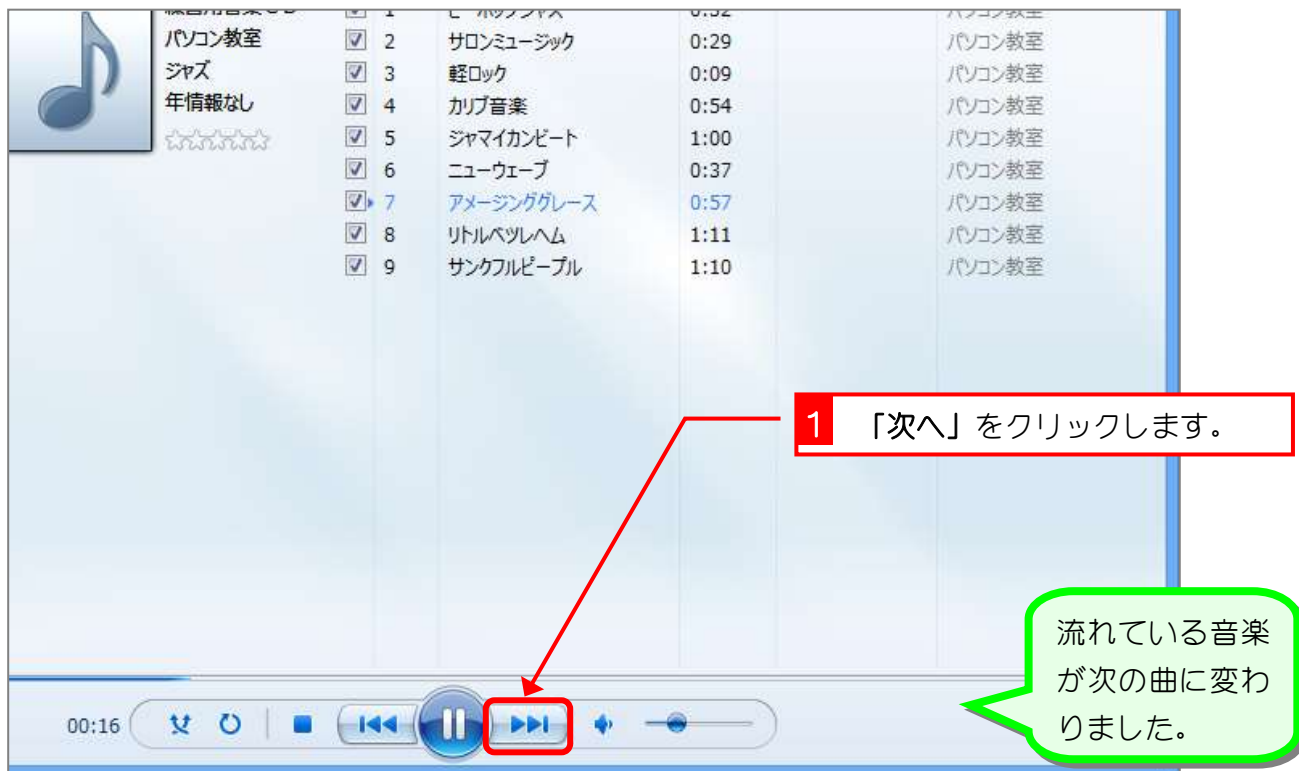 パソコン教室
ジャズ
年情報なし
1
2 サロンミュージック 0:29 パソコン教室
3 軽ロック 0:09 パソコン教室
4 カリブ音楽 0:54 パソコン教室
5 ジャマイカンビート 1:00 パソコン教室
6 ニューウェーブ 0:37 パソコン教室
7 アメージンググレース 0:57 パソコン教室
8 リトルベツレヘム 1:11 パソコン教室
9 サンクフルピープル 1:10 パソコン教室
1 「次へ」をクリックします。
流れている音楽
が次の曲に変わ
りました。
00:16